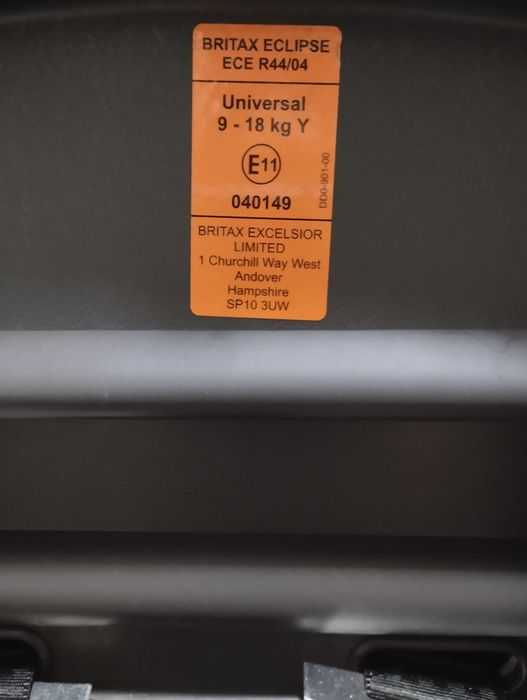 BRITAX ECLIPSE
ECE R44/04
Universal
9 - 18 kg Y
E11
040149
DD0-901-00
BRITAX EXCELSIOR
LIMITED
1 Churchill Way West
Andover
Hampshire
SP10 3UW